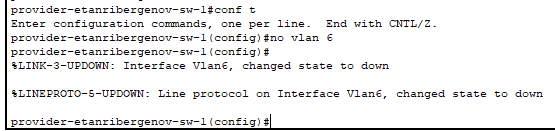 provider-etanribergenov-sw-1#conf t
Enter configuration commands, one per line.  End with CNTL/Z.
provider-etanribergenov-sw-1(config)#no vlan 6
provider-etanribergenov-sw-1(config)#
%LINK-3-UPDOWN: Interface Vlan6, changed state to down
%LINEPROTO-5-UPDOWN: Line protocol on Interface Vlan6, changed state to down
provider-etanribergenov-sw-1(config)#